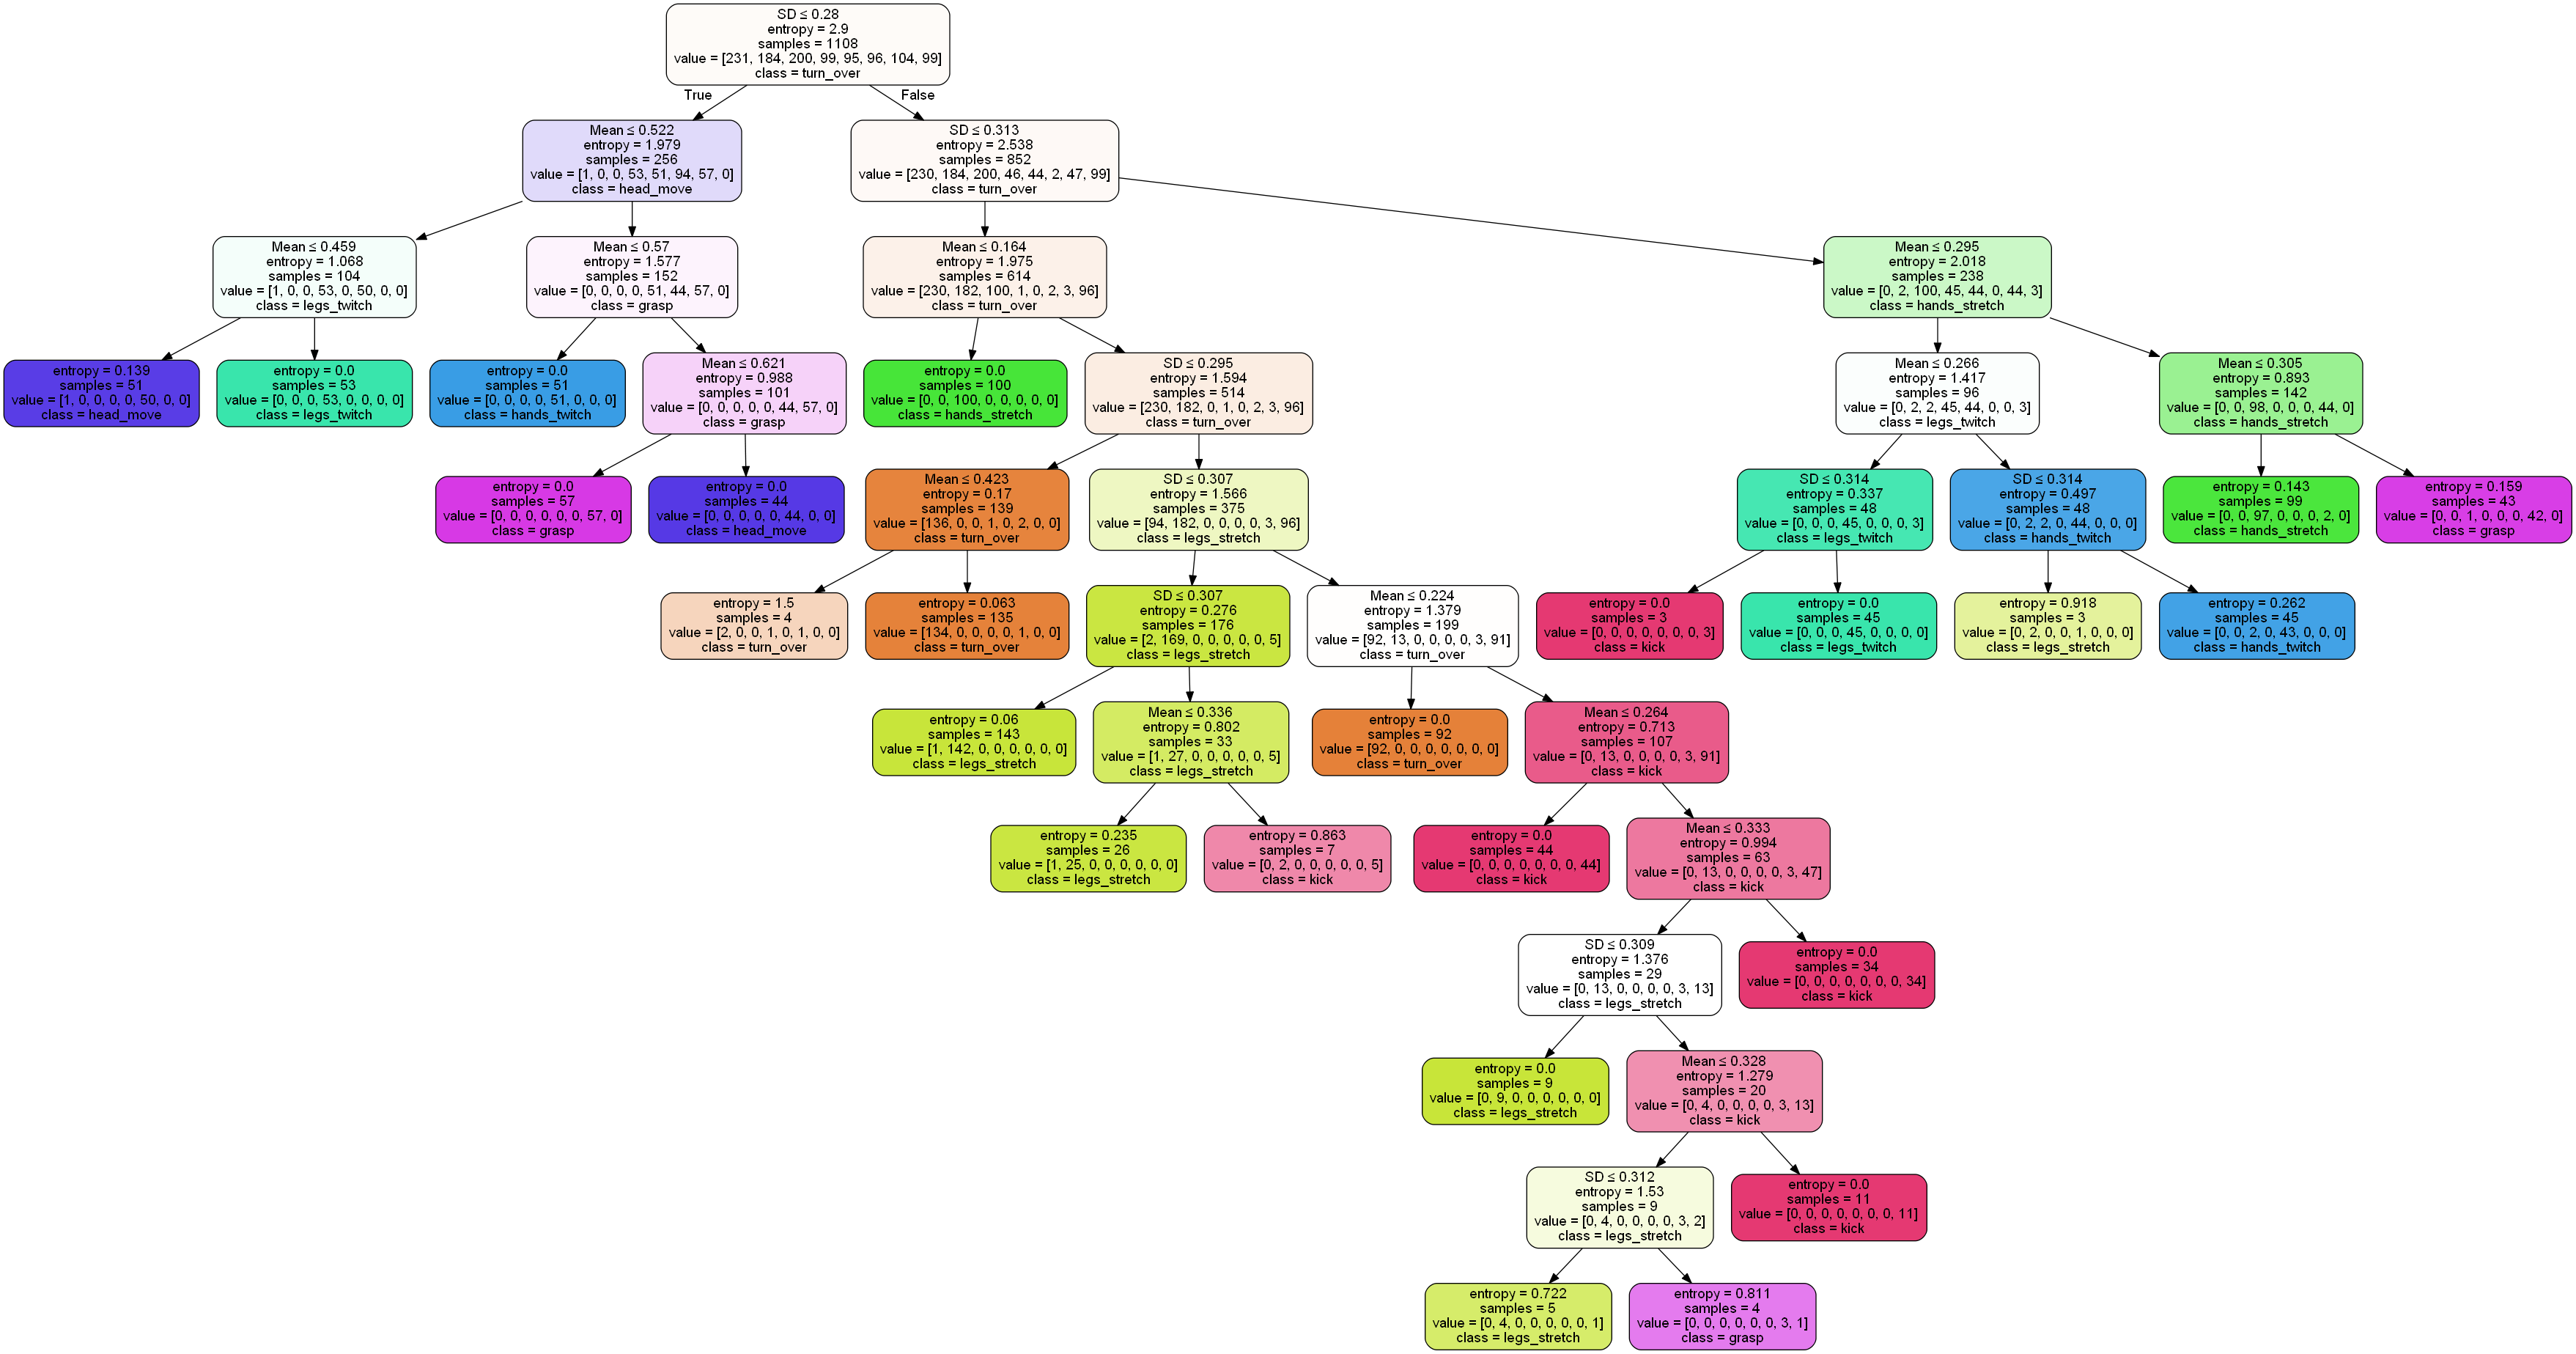 SD ≤ 0.28
entropy = 2.9
samples = 1108
value = [231, 184, 200, 99, 95, 96, 104, 99]
class = turn_over
True
False
Mean ≤ 0.522
entropy = 1.979
samples = 256
value = [1, 0, 0, 53, 51, 94, 57, 0]
class = head_move
SD ≤ 0.313
entropy = 2.538
samples = 852
value = [230, 184, 200, 46, 44, 2, 47, 99]
class = turn_over
Mean ≤ 0.459
entropy = 1.068
samples = 104
value = [1, 0, 0, 53, 0, 50, 0, 0]
class = legs_twitch
Mean ≤ 0.57
entropy = 1.577
samples = 152
value = [0, 0, 0, 0, 51, 44, 57, 0]
class = grasp
Mean ≤ 0.164
entropy = 1.975
samples = 614
value = [230, 182, 100, 1, 0, 2, 3, 96]
class = turn_over
Mean ≤ 0.295
entropy = 2.018
samples = 238
value = [0, 2, 100, 45, 44, 0, 44, 3]
class = hands_stretch
entropy = 0.139
samples = 51
value = [1, 0, 0, 0, 0, 50, 0, 0]
class = head_move
entropy = 0.0
samples = 53
value = [0, 0, 0, 53, 0, 0, 0, 0]
class = legs_twitch
entropy = 0.0
samples = 51
value = [0, 0, 0, 0, 51, 0, 0, 0]
class = hands_twitch
Mean ≤ 0.621
entropy = 0.988
samples = 101
value = [0, 0, 0, 0, 0, 44, 57, 0]
class = grasp
entropy = 0.0
samples = 100
value = [0, 0, 100, 0, 0, 0, 0, 0]
class = hands_stretch
SD ≤ 0.295
entropy = 1.594
samples = 514
value = [230, 182, 0, 1, 0, 2, 3, 96]
class = turn_over
Mean ≤ 0.266
entropy = 1.417
samples = 96
value = [0, 2, 2, 45, 44, 0, 0, 3]
class = legs_twitch
Mean ≤ 0.305
entropy = 0.893
samples = 142
value = [0, 0, 98, 0, 0, 0, 44, 0]
class = hands_stretch
entropy = 0.0
samples = 57
value = [0, 0, 0, 0, 0, 0, 57, 0]
class = grasp
entropy = 0.0
samples = 44
value = [0, 0, 0, 0, 0, 44, 0, 0]
class = head_move
Mean ≤ 0.423
entropy = 0.17
samples = 139
value = [136, 0, 0, 1, 0, 2, 0, 0]
class = turn_over
SD ≤ 0.307
entropy = 1.566
samples = 375
value = [94, 182, 0, 0, 0, 0, 3, 96]
class = legs_stretch
SD ≤ 0.314
entropy = 0.337
samples = 48
value = [0, 0, 0, 45, 0, 0, 0, 3]
class = legs_twitch
SD ≤ 0.314
entropy = 0.497
samples = 48
value = [0, 2, 2, 0, 44, 0, 0, 0]
class = hands_twitch
entropy = 0.143
samples = 99
value = [0, 0, 97, 0, 0, 0, 2, 0]
class = hands_stretch
entropy = 0.159
samples = 43
value = [0, 0, 1, 0, 0, 0, 42, 0]
class = grasp
entropy = 1.5
samples = 4
value = [2, 0, 0, 1, 0, 1, 0, 0]
class = turn_over
entropy = 0.063
samples = 135
value = [134, 0, 0, 0, 0, 1, 0, 0]
class = turn_over
SD ≤ 0.307
entropy = 0.276
samples = 176
value = [2, 169, 0, 0, 0, 0, 0, 5]
class = legs_stretch
Mean ≤ 0.224
entropy = 1.379
samples = 199
value = [92, 13, 0, 0, 0, 0, 3, 91]
class = turn_over
entropy = 0.0
samples = 3
value = [0, 0, 0, 0, 0, 0, 0, 3]
class = kick
entropy = 0.0
samples = 45
value = [0, 0, 0, 45, 0, 0, 0, 0]
class = legs_twitch
entropy = 0.918
samples = 3
value = [0, 2, 0, 0, 1, 0, 0, 0]
class = legs_stretch
entropy = 0.262
samples = 45
value = [0, 0, 2, 0, 43, 0, 0, 0]
class = hands_twitch
entropy = 0.06
samples = 143
value = [1, 142, 0, 0, 0, 0, 0, 0]
class = legs_stretch
Mean ≤ 0.336
entropy = 0.802
samples = 33
value = [1, 27, 0, 0, 0, 0, 0, 5]
class = legs_stretch
entropy = 0.0
samples = 92
value = [92, 0, 0, 0, 0, 0, 0, 0]
class = turn_over
Mean ≤ 0.264
entropy = 0.713
samples = 107
value = [0, 13, 0, 0, 0, 0, 3, 91]
class = kick
entropy = 0.235
samples = 26
value = [1, 25, 0, 0, 0, 0, 0, 0]
class = legs_stretch
entropy = 0.863
samples = 7
value = [0, 2, 0, 0, 0, 0, 0, 5]
class = kick
entropy = 0.0
samples = 44
value = [0, 0, 0, 0, 0, 0, 0, 44]
class = kick
Mean ≤ 0.333
entropy = 0.994
samples = 63
value = [0, 13, 0, 0, 0, 0, 3, 47]
class = kick
SD ≤ 0.309
entropy = 1.376
samples = 29
value = [0, 13, 0, 0, 0, 0, 3, 13]
class = legs_stretch
entropy = 0.0
samples = 34
value = [0, 0, 0, 0, 0, 0, 0, 34]
class = kick
entropy = 0.0
samples = 9
value = [0, 9, 0, 0, 0, 0, 0, 0]
class = legs_stretch
Mean ≤ 0.328
entropy = 1.279
samples = 20
value = [0, 4, 0, 0, 0, 0, 3, 13]
class = kick
SD ≤ 0.312
entropy = 1.53
samples = 9
value = [0, 4, 0, 0, 0, 0, 3, 2]
class = legs_stretch
entropy = 0.0
samples = 11
value = [0, 0, 0, 0, 0, 0, 0, 11]
class = kick
entropy = 0.722
samples = 5
value = [0, 4, 0, 0, 0, 0, 0, 1]
class = legs_stretch
entropy = 0.811
samples = 4
value = [0, 0, 0, 0, 0, 0, 3, 1]
class = grasp